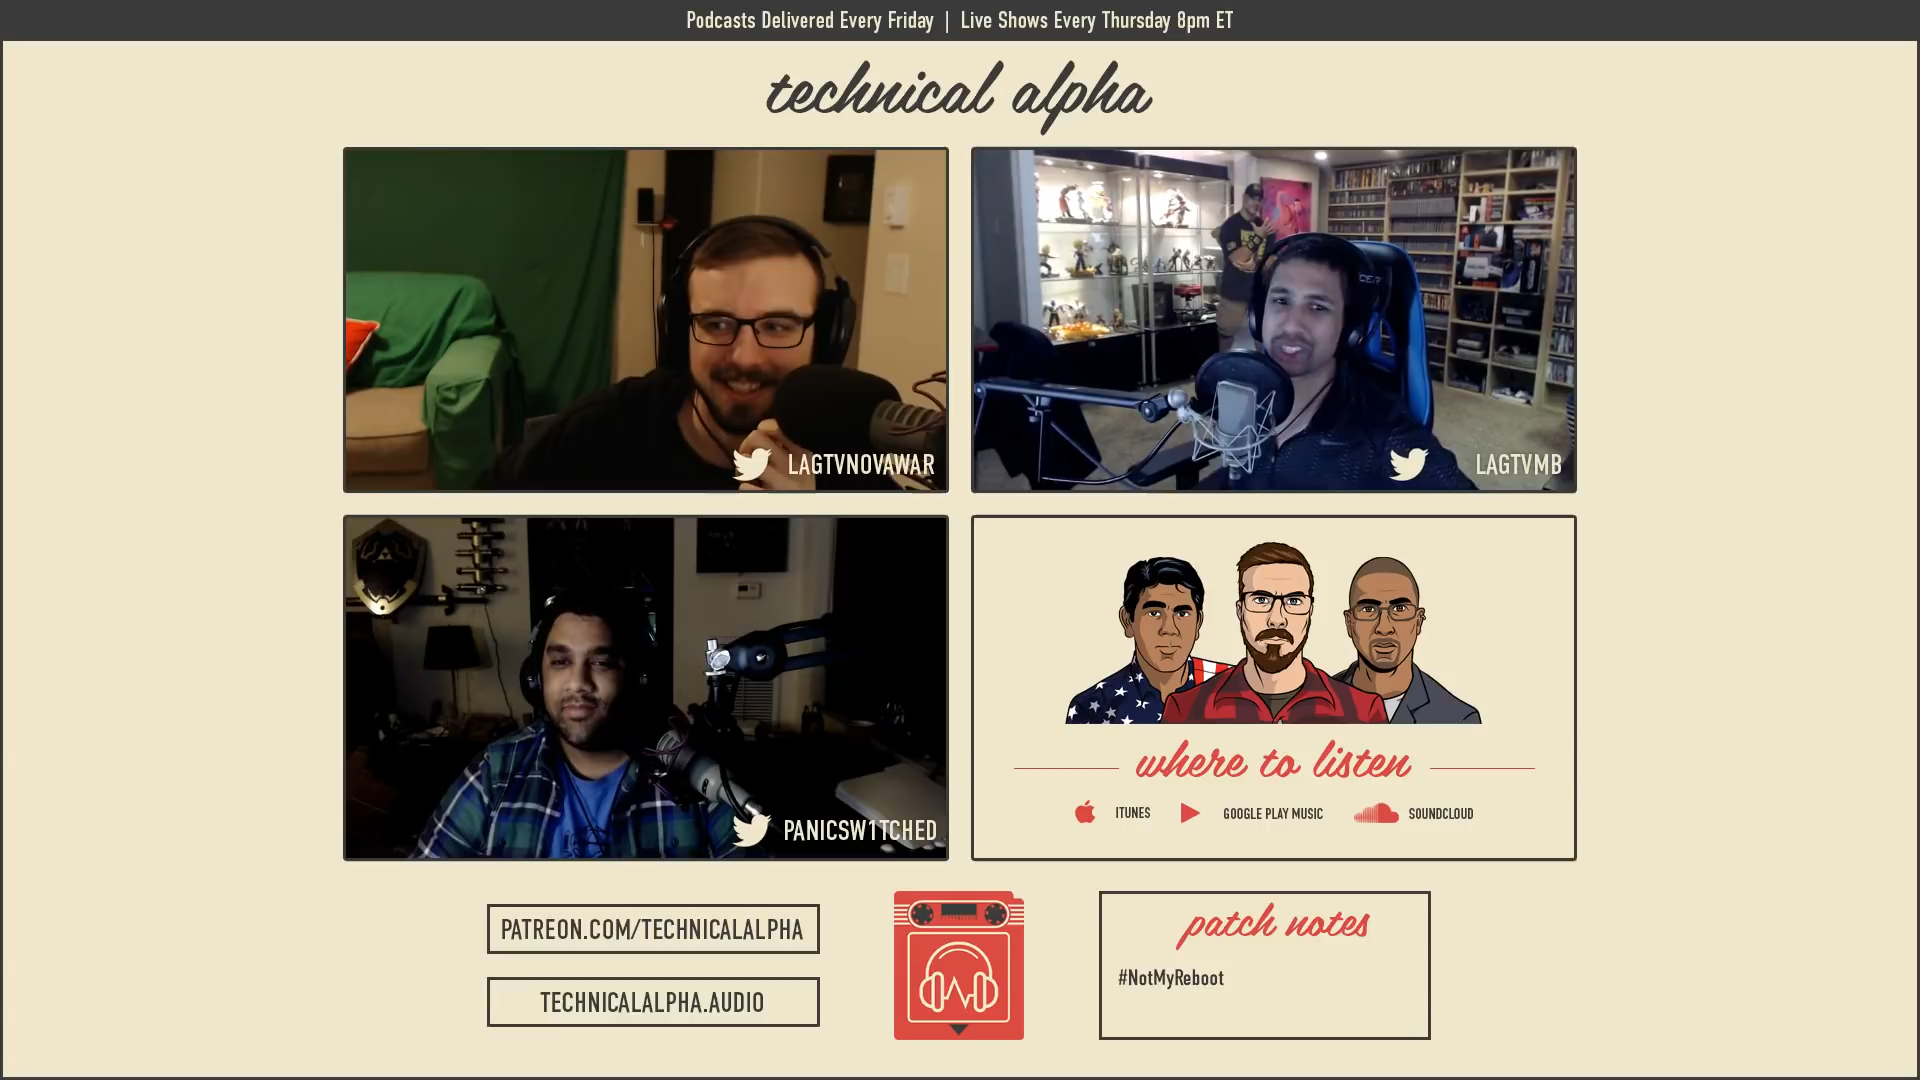 Podcasts Delivered Every Friday | Live Shows Every Thursday 8pm ET
technical alpha
LAGTVNOVAWAR
LAGTVMB
PANICSW1TCHED
where to listen
ITUNES
GOOGLE PLAY MUSIC
SOUNDCLOUD
PATREON.COM/TECHNICALALPHA
TECHNICALALPHA.AUDIO
patch notes
#NotMyReboot